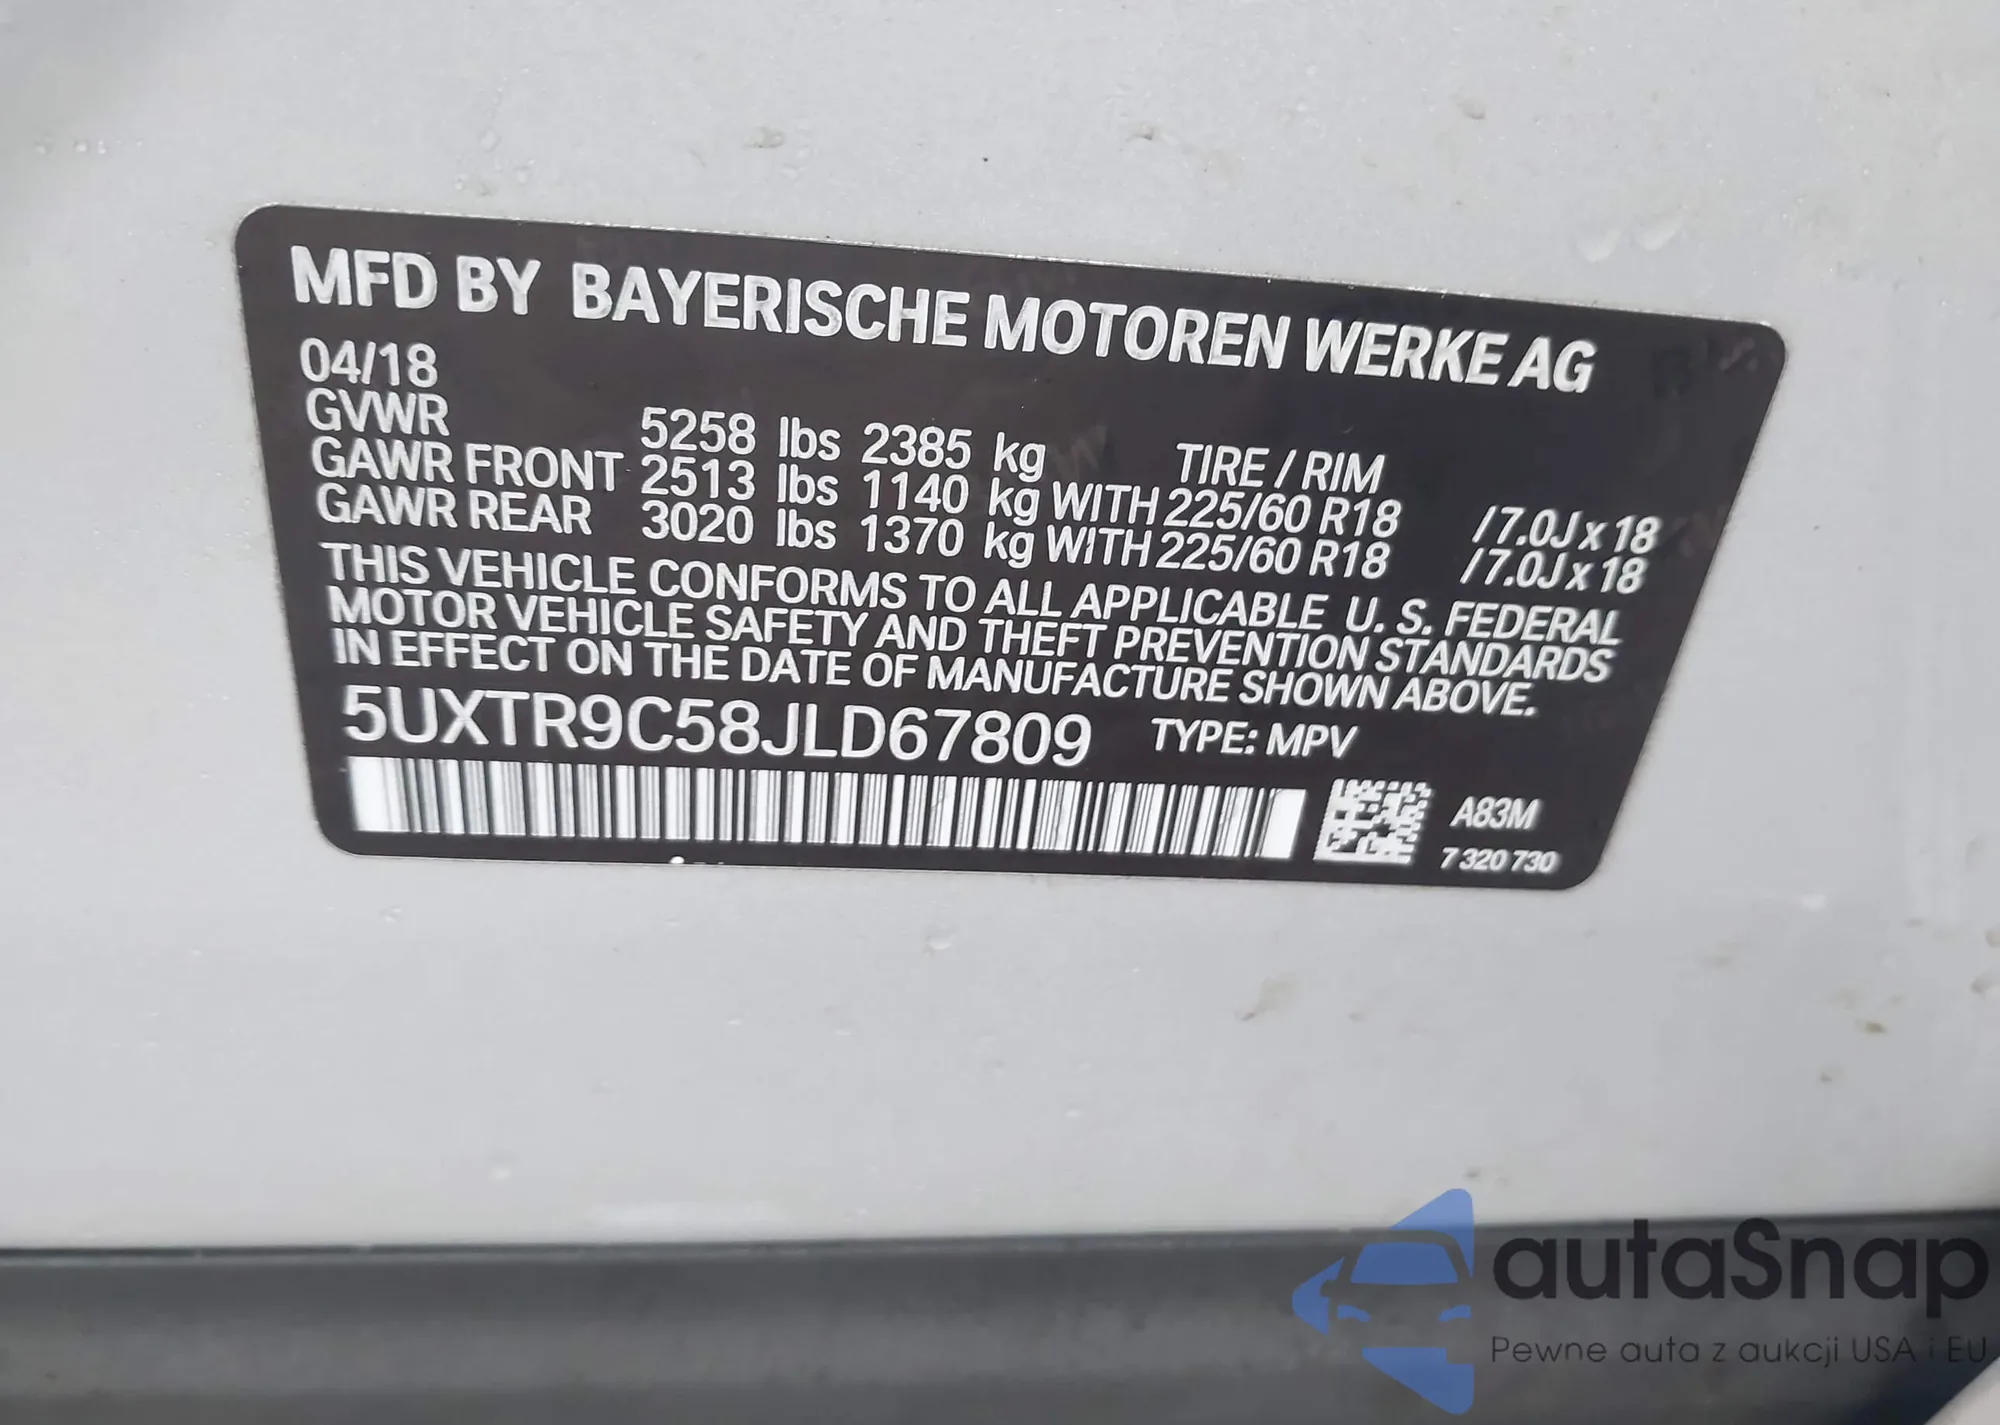 MFD BY BAYERISCHE MOTOREN WERKE AG
04/18
GVWR 5258 lbs 2385 kg TIRE / RIM
GAWR FRONT 2513 lbs 1140 kg WITH 225/60 R18 /7.0J x 18
GAWR REAR 3020 lbs 1370 kg WITH 225/60 R18 /7.0J x 18
THIS VEHICLE CONFORMS TO ALL APPLICABLE U. S. FEDERAL
MOTOR VEHICLE SAFETY AND THEFT PREVENTION STANDARDS
IN EFFECT ON THE DATE OF MANUFACTURE SHOWN ABOVE.
5UXTR9C58JLD67809 TYPE: MPV
A83M
7 320 730
autaSnap
Pewne auta z aukcji USA i EU